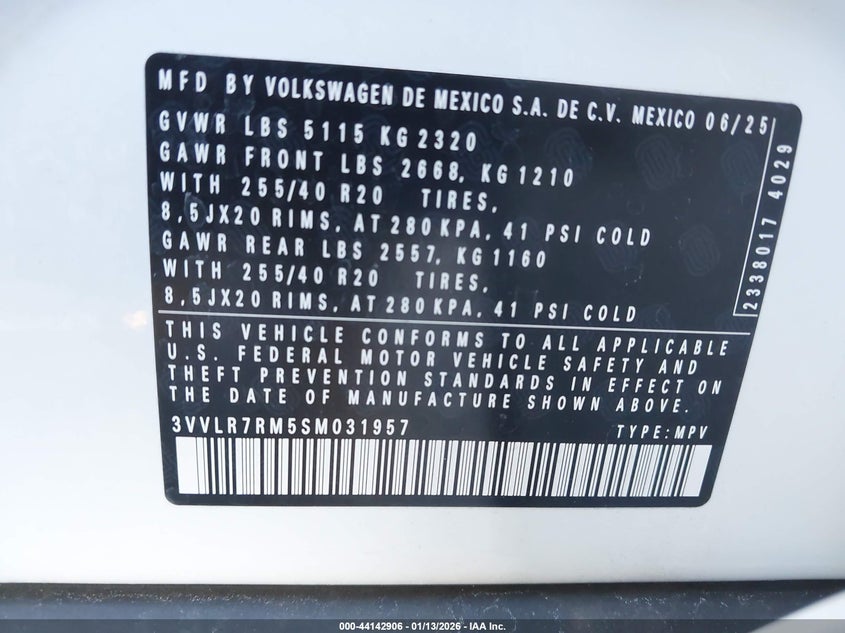 MFD BY VOLKSWAGEN DE MEXICO S.A. DE C.V. MEXICO 06/25
GVWR LBS 5115 KG 2320
GAWR FRONT LBS 2668, KG 1210
WITH 255/40 R20 TIRES,
8,5JX20 RIMS, AT 280 KPA, 41 PSI COLD
GAWR REAR LBS 2557, KG 1160
WITH 255/40 R20 TIRES,
8,5JX20 RIMS, AT 280 KPA, 41 PSI COLD
2338017 4029
THIS VEHICLE CONFORMS TO ALL APPLICABLE
U.S. FEDERAL MOTOR VEHICLE SAFETY AND
THEFT PREVENTION STANDARDS IN EFFECT ON
THE DATE OF MANUFACTURE SHOWN ABOVE.
3VVLR7RM5SM031957 TYPE:MPV
000-44142906 - 01/13/2026 - IAA Inc.